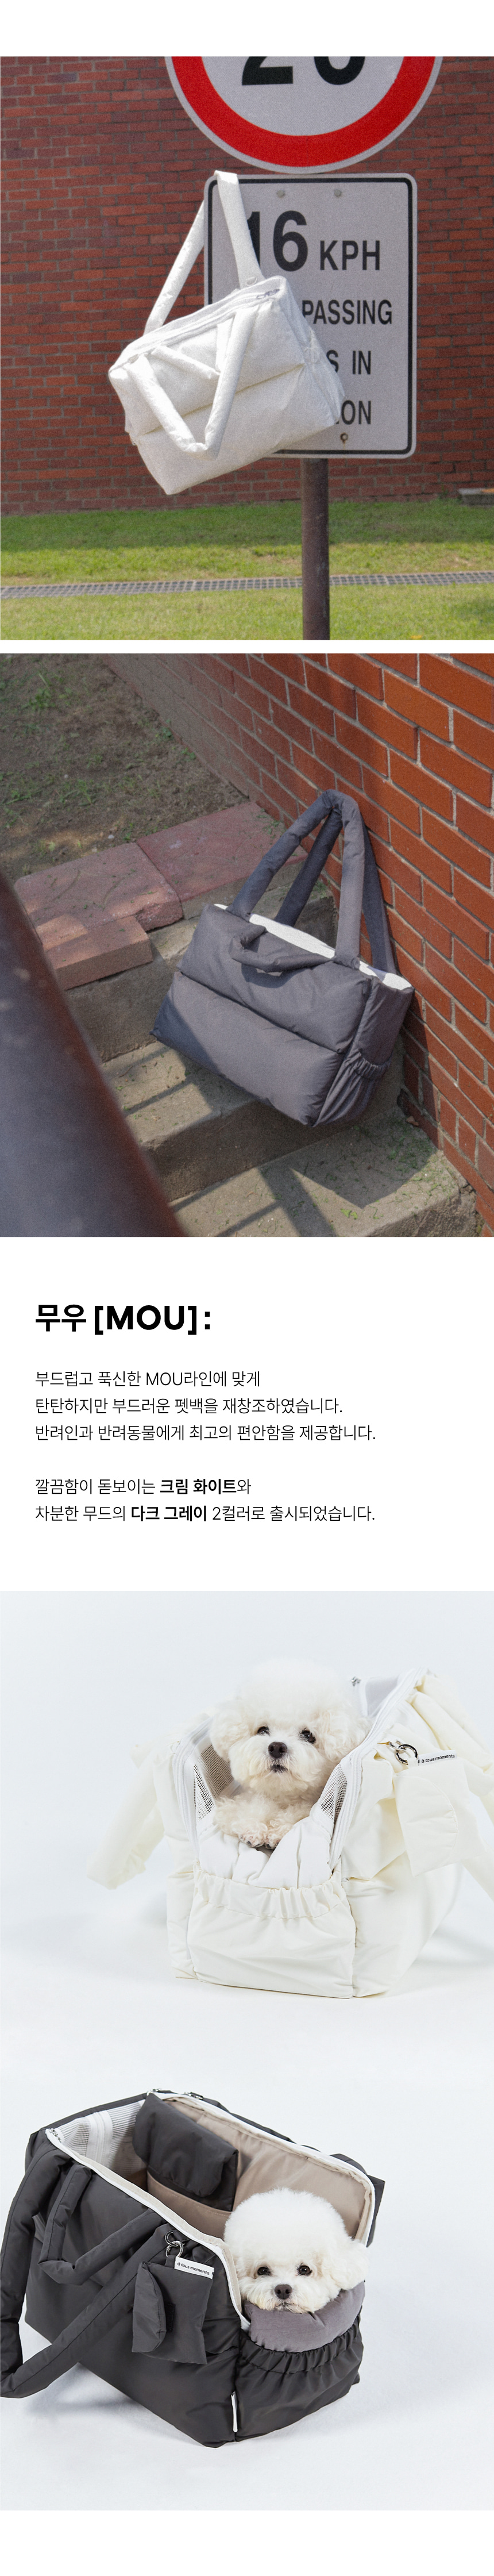 20
16 KPH
PASSING
IN
무우 [MOU] :
부드럽고 푹신한 MOU라인에 맞게
탄탄하지만 부드러운 펫백을 재창조하였습니다.
반려인과 반려동물에게 최고의 편안함을 제공합니다.
깔끔함이 돋보이는 크림 화이트와
차분한 무드의 다크 그레이 2컬러로 출시되었습니다.
à tous moments
à tous moments